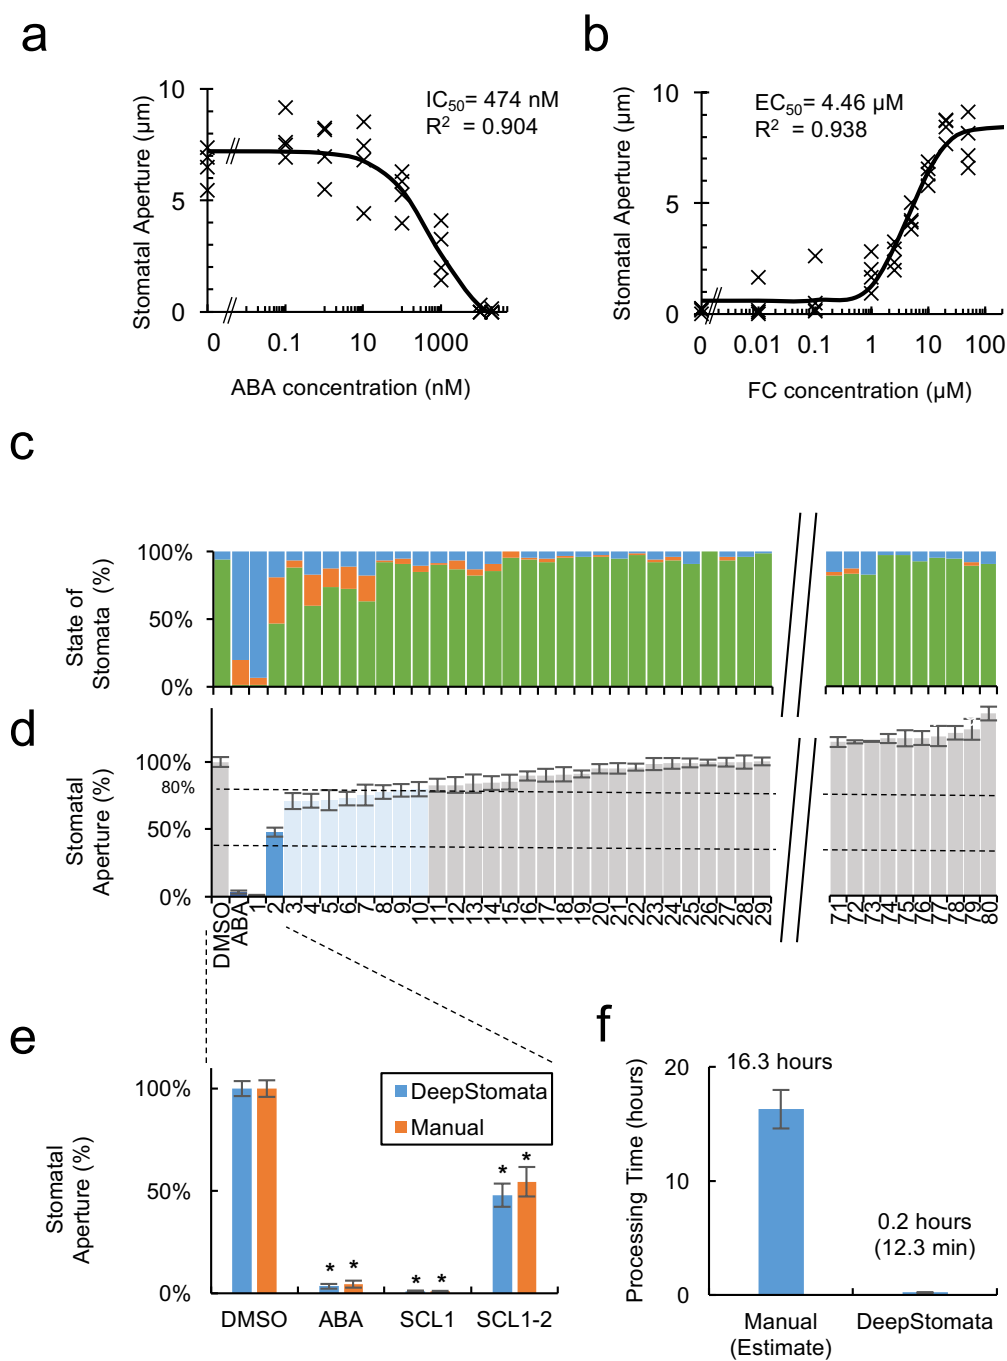 a
10
5
0
Stomatal Aperture (µm)
IC50= 474 nM
R2 = 0.904
0 0.1 10 1000
ABA concentration (nM)
b
10
5
0
Stomatal Aperture (µm)
EC50= 4.46 µM
R2 = 0.938
0 0.01 0.1 1 10 100
FC concentration (µM)
c
100%
50%
0%
State of
Stomata (%)
d
100%
80%
50%
0%
Stomatal
Aperture (%)
DMSO ABA 1 2 3 4 5 6 7 8 9 10 11 12 13 14 15 16 17 18 19 20 21 22 23 24 25 26 27 28 29 71 72 73 74 75 76 77 78 79 80
e
100%
50%
0%
Stomatal
Aperture (%)
DeepStomata
Manual
* * * * * *
DMSO ABA SCL1 SCL1-2
f
20
10
0
Processing Time (hours)
16.3 hours
0.2 hours
(12.3 min)
Manual
(Estimate)
DeepStomata